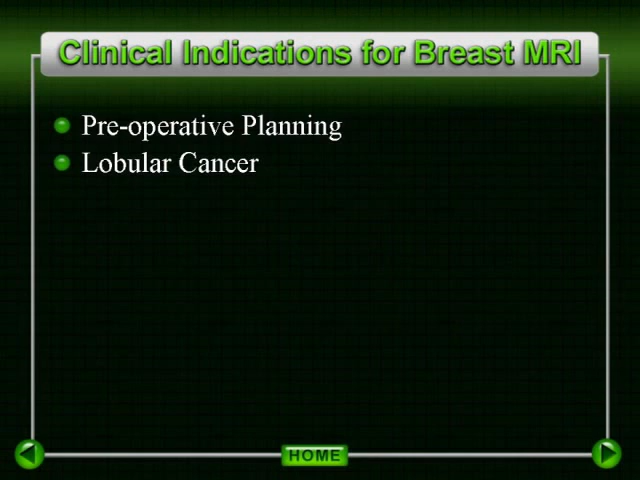 Clinical Indications for Breast MRI
Pre-operative Planning
Lobular Cancer
HOME